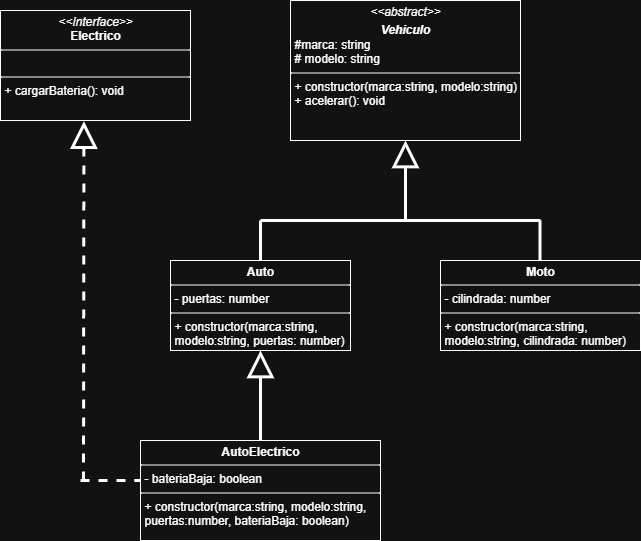 <<Interface>>
Electrico
+ cargarBateria(): void
<<abstract>>
Vehiculo
#marca: string
# modelo: string
+ constructor(marca:string, modelo:string)
+ acelerar(): void
Auto
- puertas: number
+ constructor(marca:string,
modelo:string, puertas: number)
Moto
- cilindrada: number
+ constructor(marca:string,
modelo:string, cilindrada: number)
AutoElectrico
- bateriaBaja: boolean
+ constructor(marca:string, modelo:string,
puertas:number, bateriaBaja: boolean)